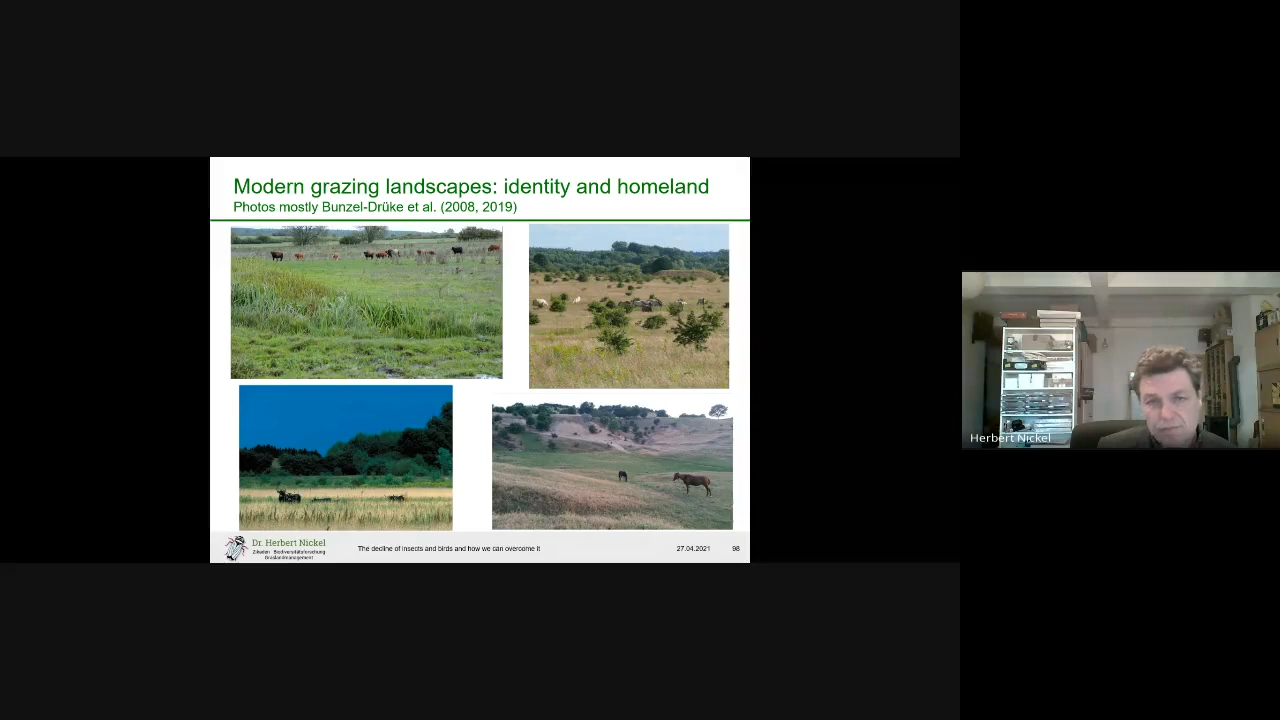 Modern grazing landscapes: identity and homeland
Photos mostly Bunzel-Drüke et al. (2008, 2019)
Dr. Herbert Nickel
Zikaden Biodiversitätsforschung
Graslandmanagement
The decline of insects and birds and how we can overcome it
27.04.2021
98
Herbert Nickel